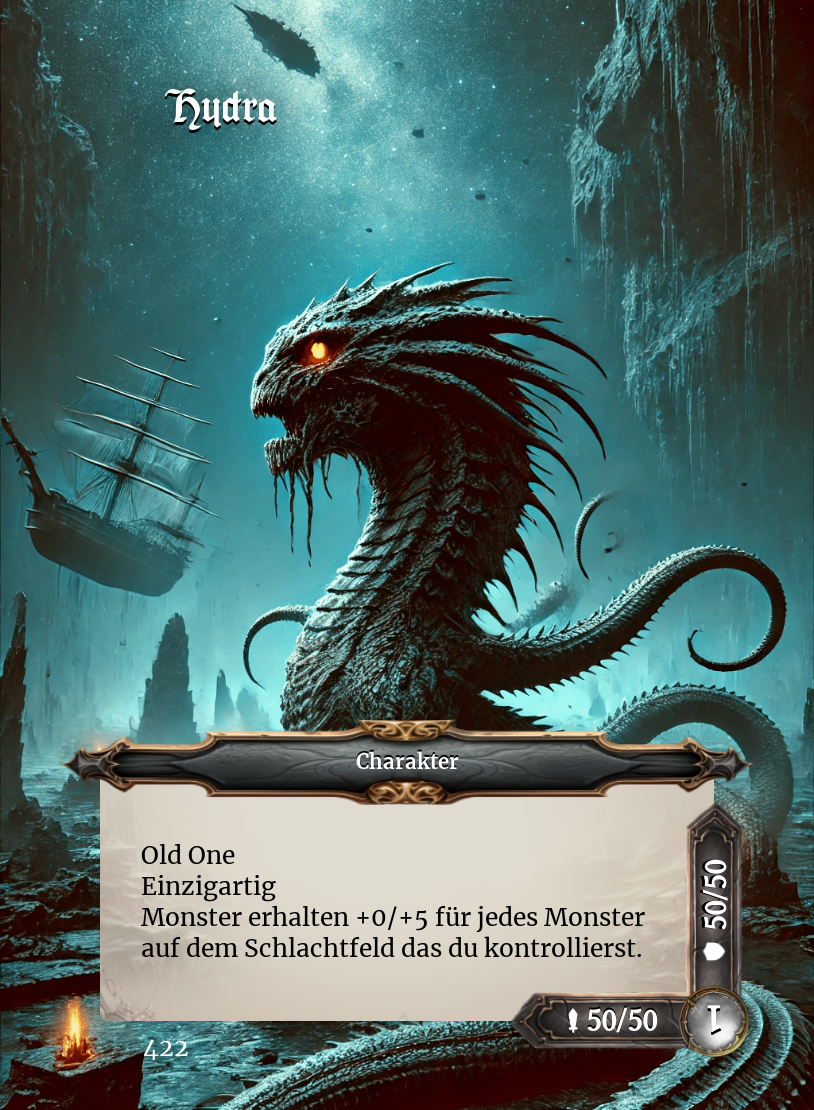 Hydra
Charakter
Old One
Einzigartig
Monster erhalten +0/+5 für jedes Monster
auf dem Schlachtfeld das du kontrollierst.
50/50
50/50
1
422